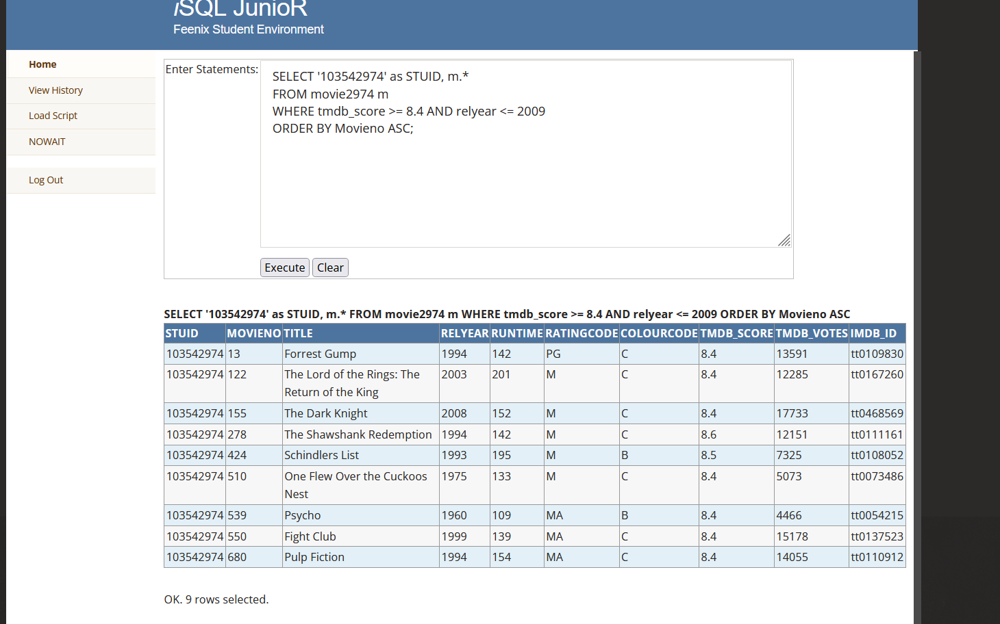 iSQL JunioR
Feenix Student Environment
Home
View History
Load Script
NOWAIT
Log Out
Enter Statements:
SELECT '103542974' as STUID, m.*
FROM movie2974 m
WHERE tmdb_score >= 8.4 AND relyear <= 2009
ORDER BY Movieno ASC;
Execute Clear
SELECT '103542974' as STUID, m.* FROM movie2974 m WHERE tmdb_score >= 8.4 AND relyear <= 2009 ORDER BY Movieno ASC
STUID MOVIENO TITLE RELYEAR RUNTIME RATINGCODE COLOURCODE TMDB_SCORE TMDB_VOTES IMDB_ID
103542974 13 Forrest Gump 1994 142 PG C 8.4 13591 tt0109830
103542974 122 The Lord of the Rings: The 2003 201 M C 8.4 12285 tt0167260
Return of the King
103542974 155 The Dark Knight 2008 152 M C 8.4 17733 tt0468569
103542974 278 The Shawshank Redemption 1994 142 M C 8.6 12151 tt0111161
103542974 424 Schindlers List 1993 195 M B 8.5 7325 tt0108052
103542974 510 One Flew Over the Cuckoos 1975 133 M C 8.4 5073 tt0073486
Nest
103542974 539 Psycho 1960 109 MA B 8.4 4466 tt0054215
103542974 550 Fight Club 1999 139 MA C 8.4 15178 tt0137523
103542974 680 Pulp Fiction 1994 154 MA C 8.4 14055 tt0110912
OK. 9 rows selected.